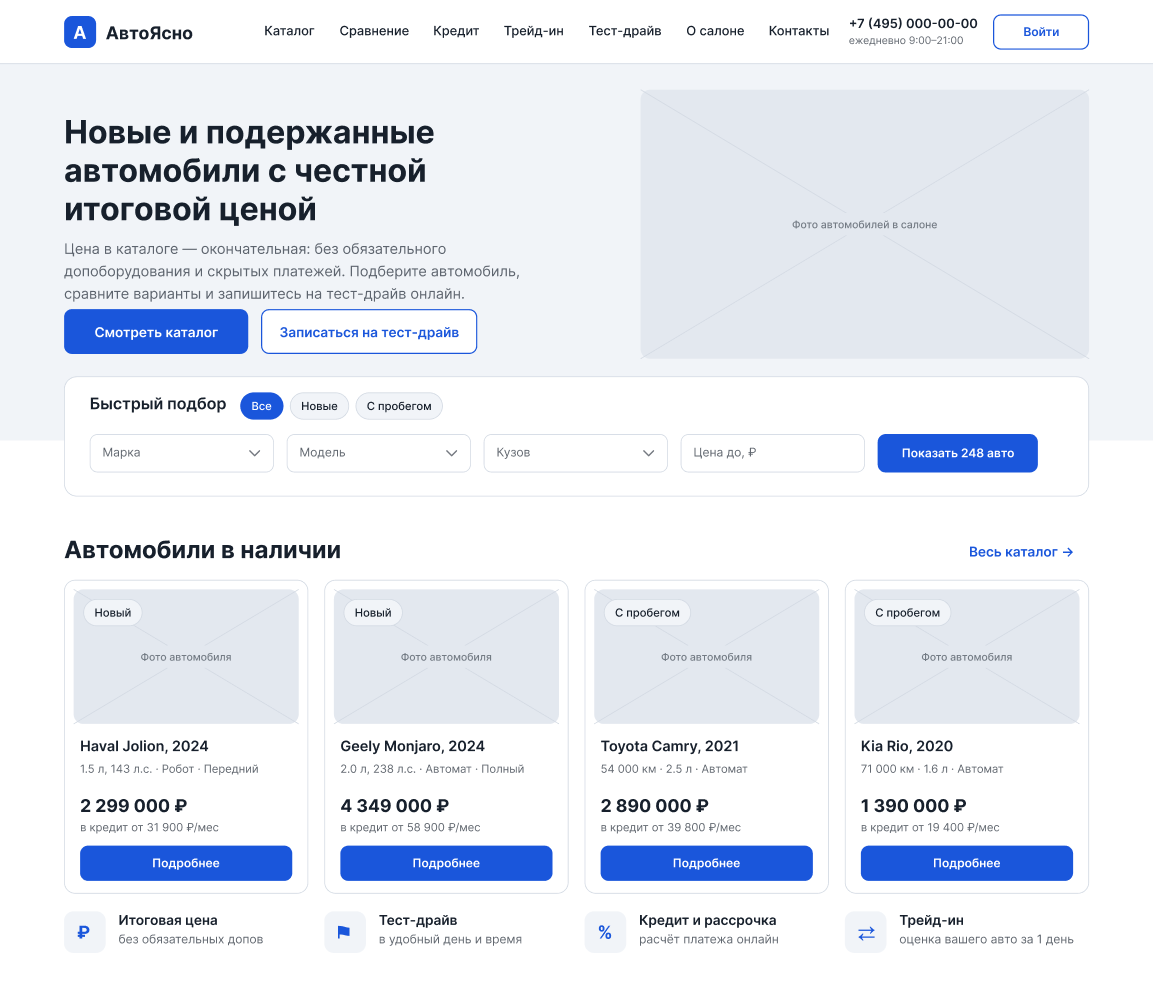 А АвтоЯсно
Каталог Сравнение Кредит Трейд-ин Тест-драйв О салоне Контакты
+7 (495) 000-00-00
ежедневно 9:00–21:00
Войти
Новые и подержанные
автомобили с честной
итоговой ценой
Цена в каталоге — окончательная: без обязательного
допоборудования и скрытых платежей. Подберите автомобиль,
сравните варианты и запишитесь на тест-драйв онлайн.
Смотреть каталог
Записаться на тест-драйв
Фото автомобилей в салоне
Быстрый подбор Все Новые С пробегом
Марка Модель Кузов Цена до, ₽ Показать 248 авто
Автомобили в наличии
Весь каталог →
Новый
Фото автомобиля
Haval Jolion, 2024
1.5 л, 143 л.с. · Робот · Передний
2 299 000 ₽
в кредит от 31 900 ₽/мес
Подробнее
Новый
Фото автомобиля
Geely Monjaro, 2024
2.0 л, 238 л.с. · Автомат · Полный
4 349 000 ₽
в кредит от 58 900 ₽/мес
Подробнее
С пробегом
Фото автомобиля
Toyota Camry, 2021
54 000 км · 2.5 л · Автомат
2 890 000 ₽
в кредит от 39 800 ₽/мес
Подробнее
С пробегом
Фото автомобиля
Kia Rio, 2020
71 000 км · 1.6 л · Автомат
1 390 000 ₽
в кредит от 19 400 ₽/мес
Подробнее
₽ Итоговая цена
без обязательных допов
⚑ Тест-драйв
в удобный день и время
% Кредит и рассрочка
расчёт платежа онлайн
⇄ Трейд-ин
оценка вашего авто за 1 день